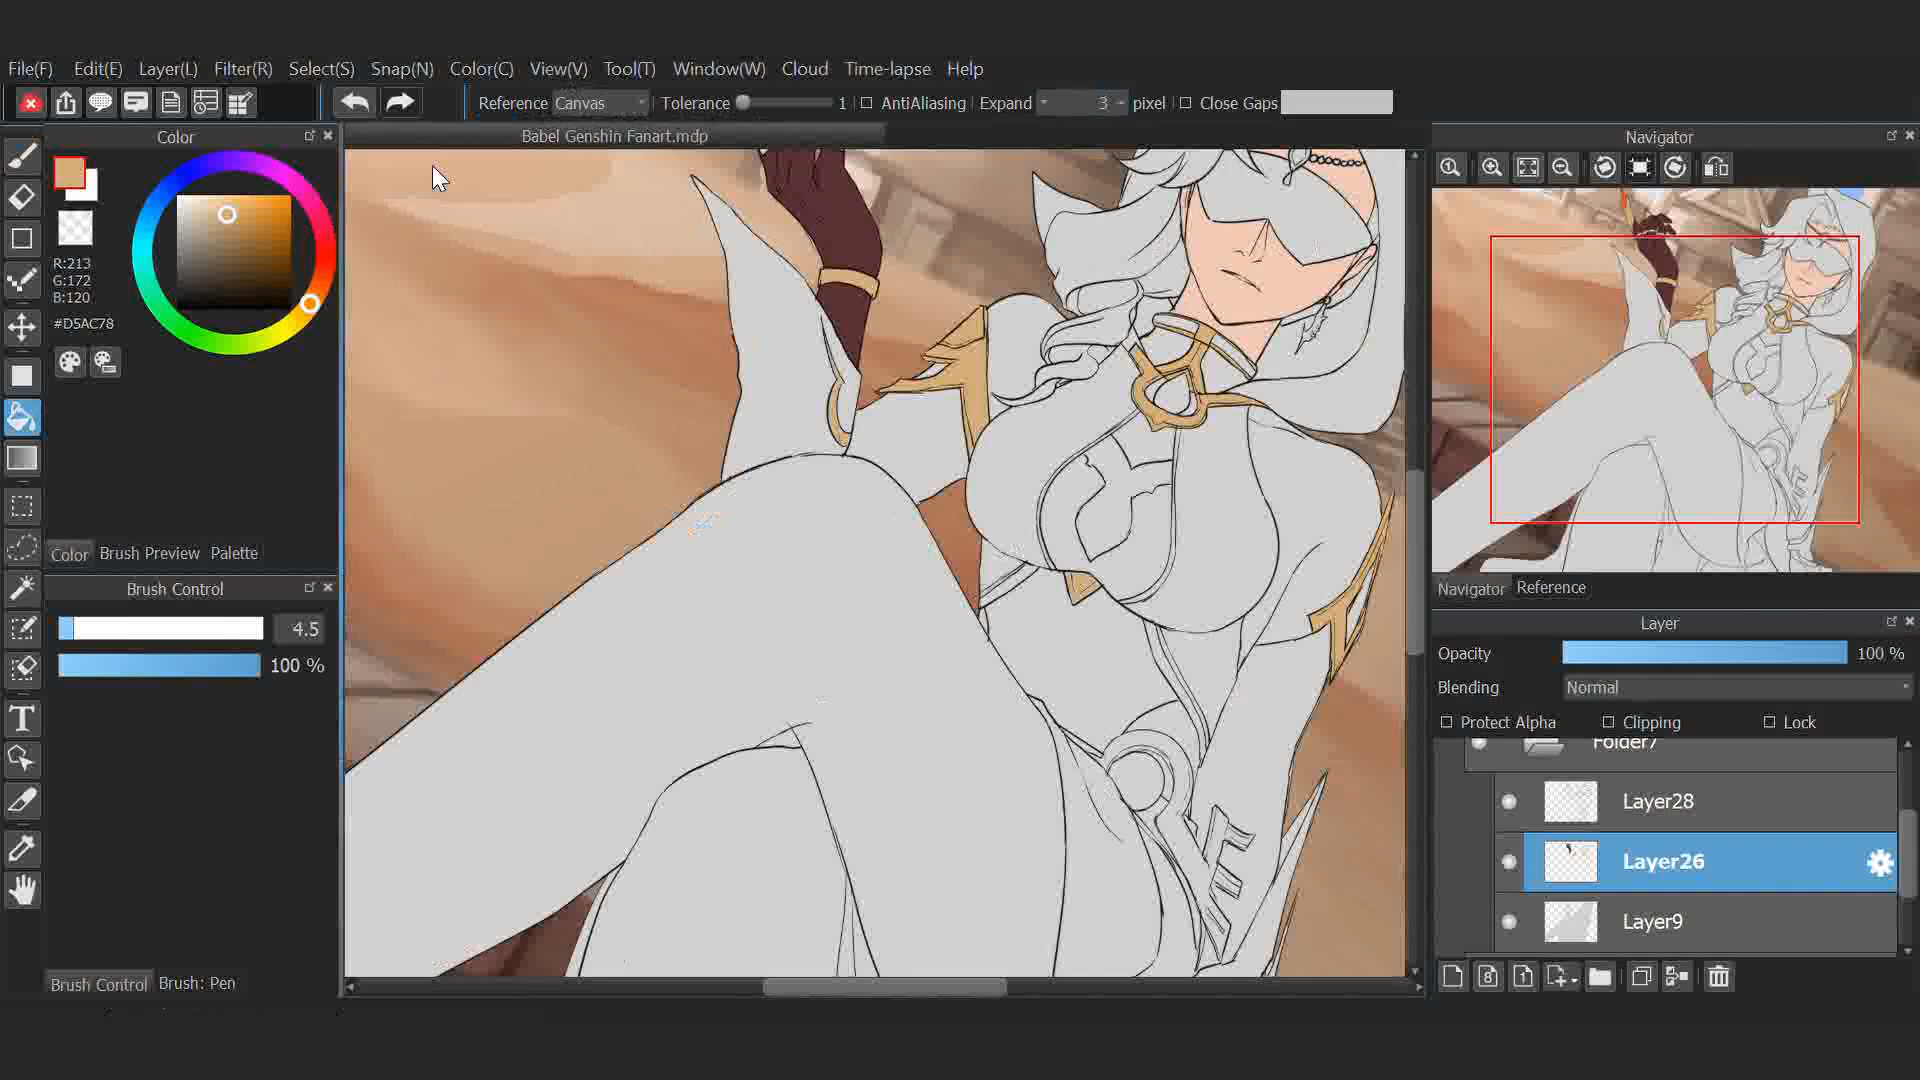 File(F) Edit(E) Layer(L) Filter(R) Select(S) Snap(N) Color(C) View(V) Tool(T) Window(W) Cloud Time-lapse Help
Reference Canvas Tolerance 1 AntiAliasing Expand 3 pixel Close Gaps
Color
Babel Genshin Fanart.mdp
Navigator
R:213
G:172
B:120
#D5AC78
Color Brush Preview Palette
Brush Control
4.5
100 %
Brush Control Brush: Pen
T
Navigator Reference
Layer
Opacity 100 %
Blending Normal
Protect Alpha Clipping Lock
Folder7
Layer28
Layer26
Layer9
8 1